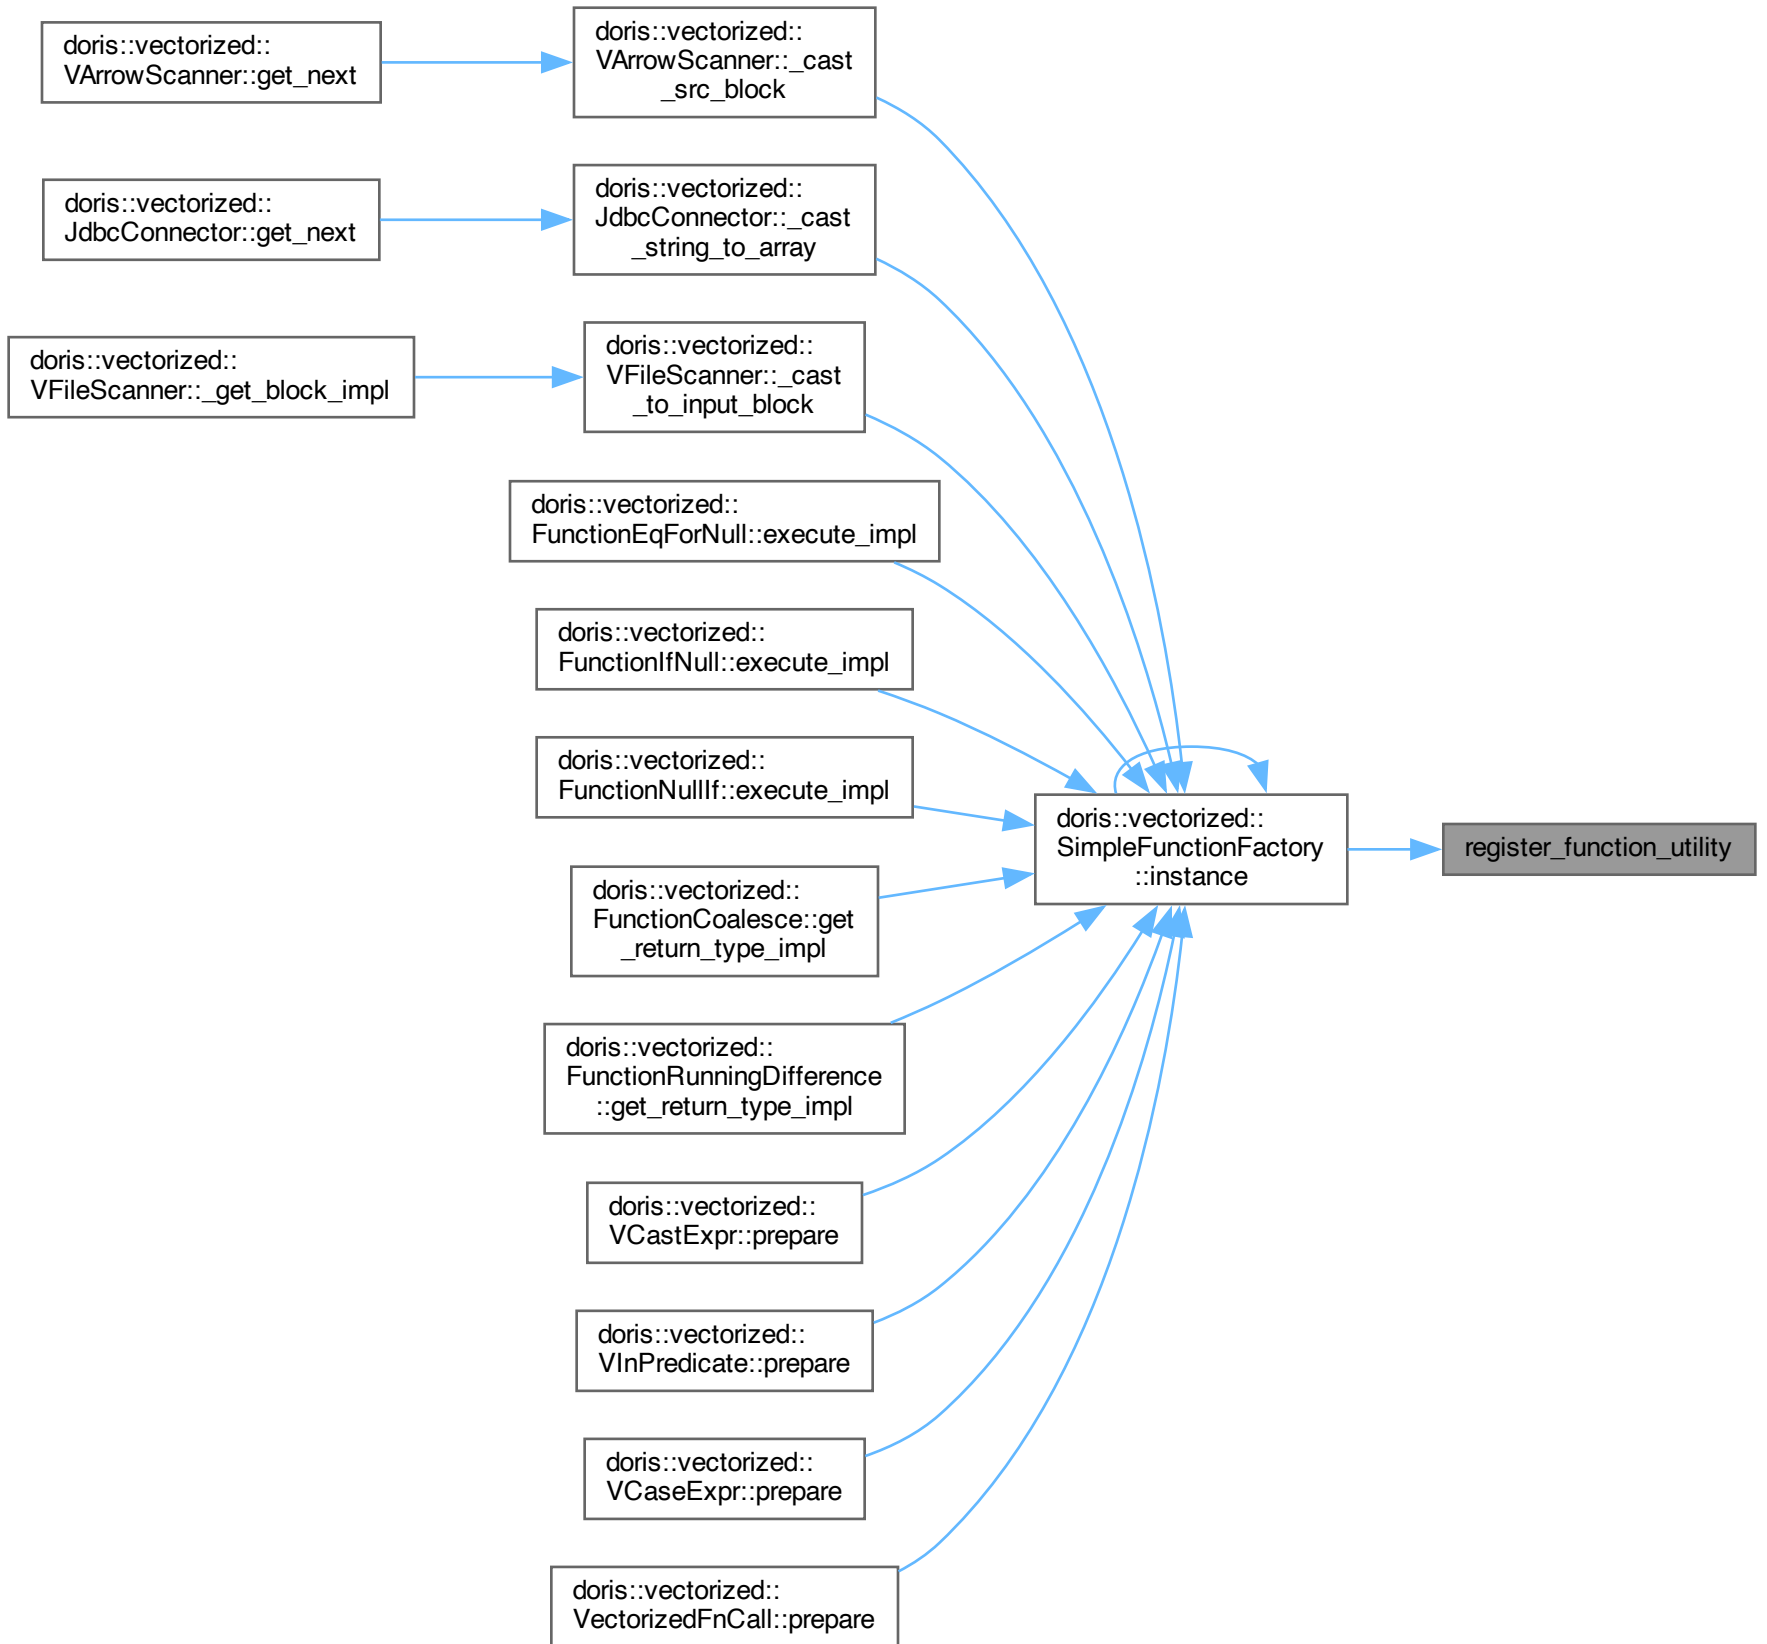 doris::vectorized::
VArrowScanner::get_next
doris::vectorized::
VArrowScanner::_cast
_src_block
doris::vectorized::
JdbcConnector::get_next
doris::vectorized::
JdbcConnector::_cast
_string_to_array
doris::vectorized::
VFileScanner::_get_block_impl
doris::vectorized::
VFileScanner::_cast
_to_input_block
doris::vectorized::
FunctionEqForNull::execute_impl
doris::vectorized::
FunctionIfNull::execute_impl
doris::vectorized::
FunctionNullIf::execute_impl
doris::vectorized::
SimpleFunctionFactory
::instance
register_function_utility
doris::vectorized::
FunctionCoalesce::get
_return_type_impl
doris::vectorized::
FunctionRunningDifference
::get_return_type_impl
doris::vectorized::
VCastExpr::prepare
doris::vectorized::
VInPredicate::prepare
doris::vectorized::
VCaseExpr::prepare
doris::vectorized::
VectorizedFnCall::prepare